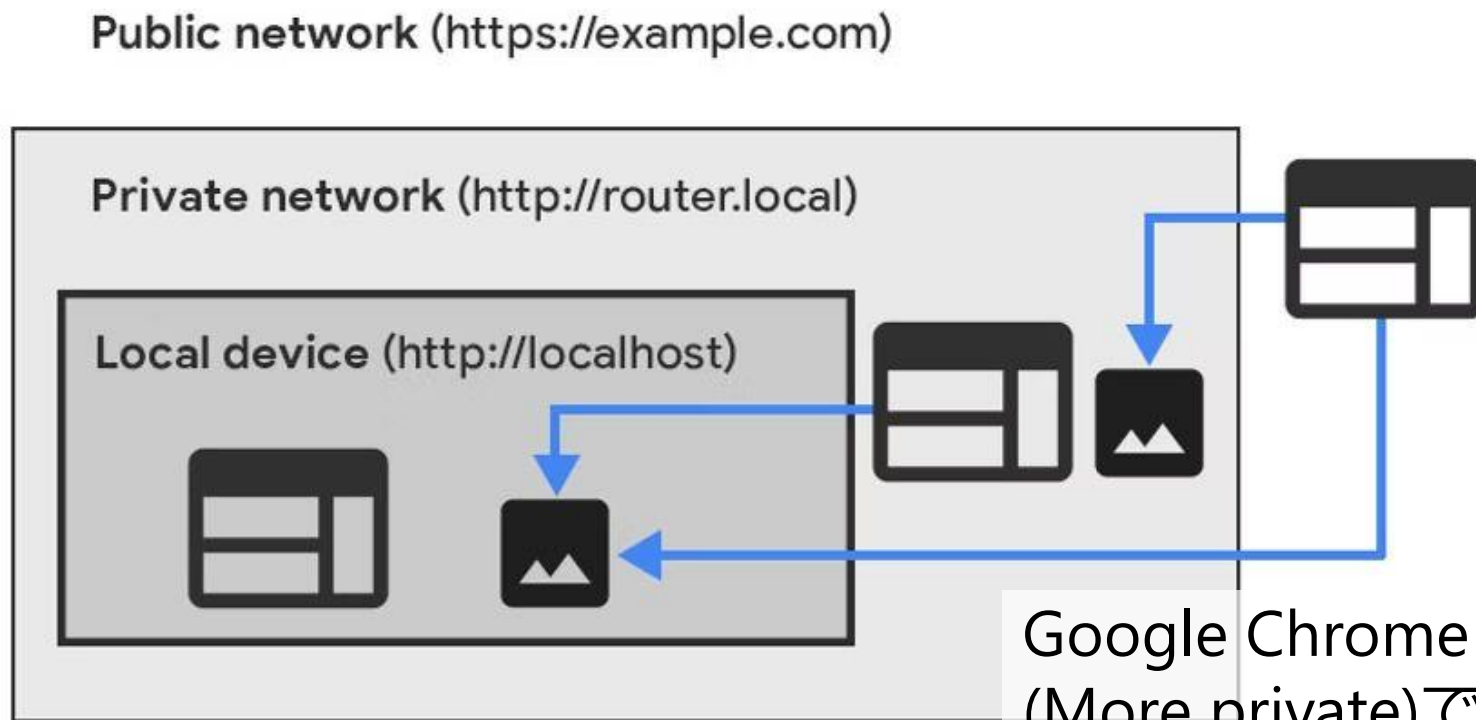 Public network (https://example.com)
Private network (http://router.local)
Local device (http://localhost)
Google Chrome
(More private)で